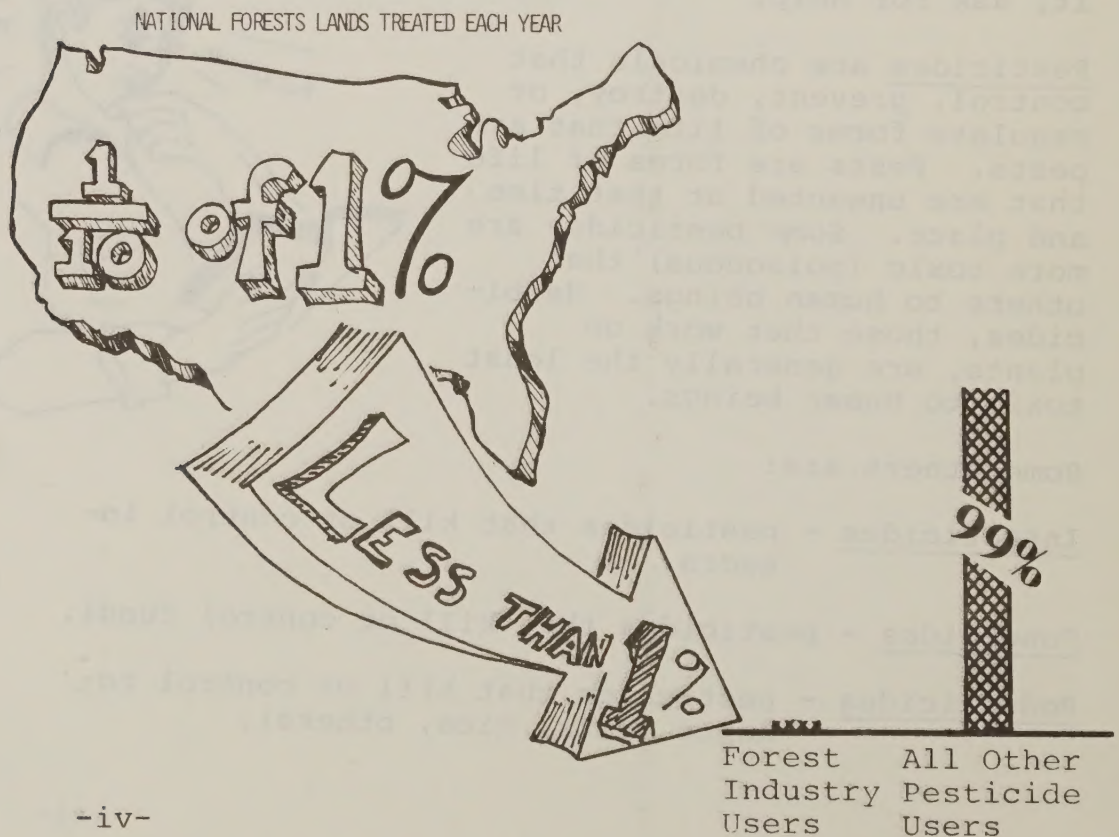 NATIONAL FORESTS LANDS TREATED EACH YEAR
1/10 of 1%
LESS THAN 1%
99%
Forest
Industry
Users
All Other
Pesticide
Users
-iv-